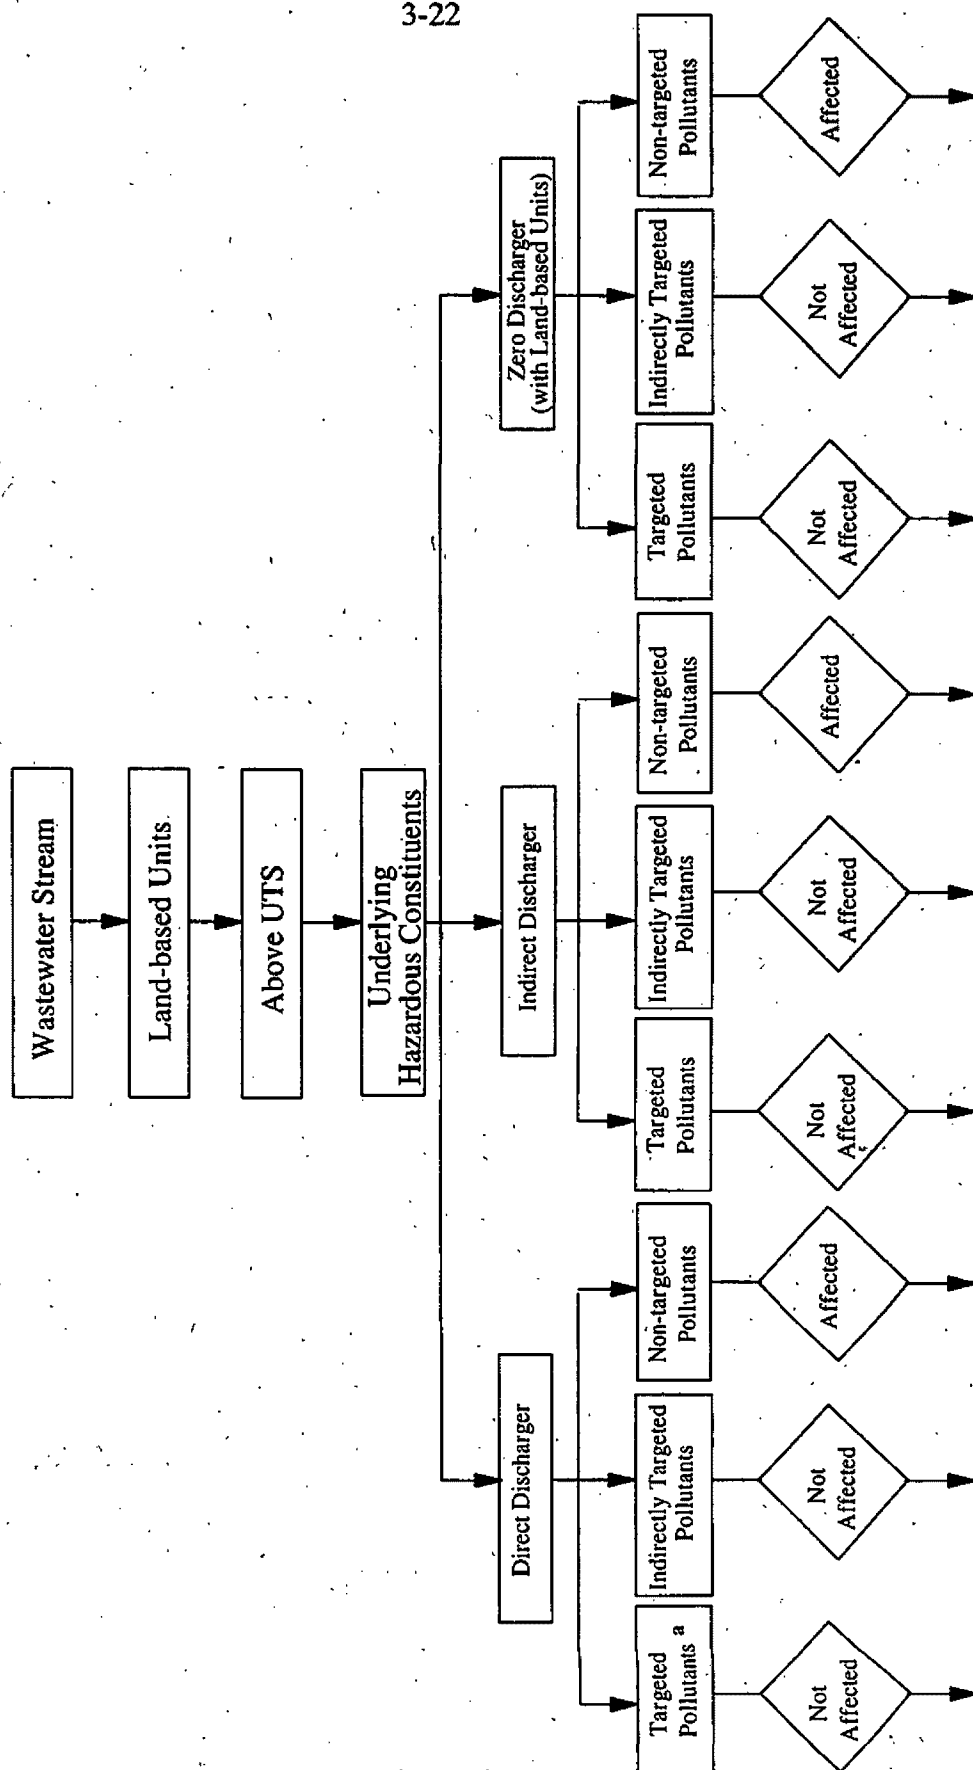 3-22
Wastewater Stream
Land-based Units
Above UTS
Underlying
Hazardous Constituents
Direct Discharger
Indirect Discharger
Zero Discharger
(with Land-based Units)
Targeted
Pollutants a
Indirectly Targeted
Pollutants
Non-targeted
Pollutants
Targeted
Pollutants
Indirectly Targeted
Pollutants
Non-targeted
Pollutants
Targeted
Pollutants
Indirectly Targeted
Pollutants
Non-targeted
Pollutants
Not
Affected
Not
Affected
Affected
Not
Affected
Not
Affected
Affected
Not
Affected
Not
Affected
Affected